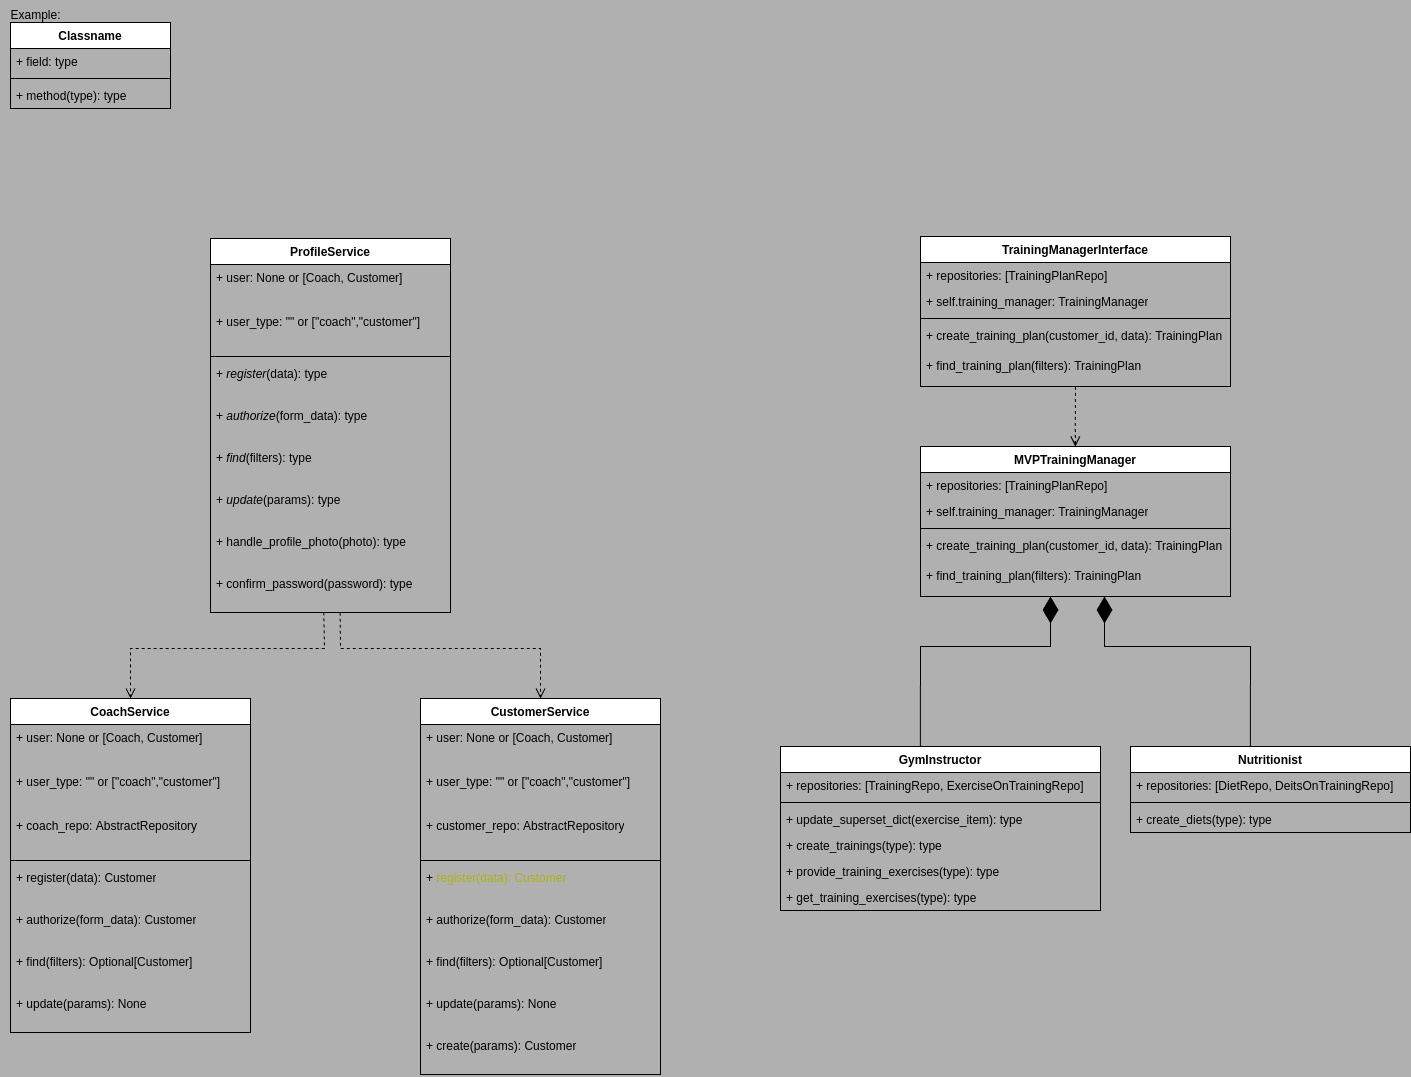 Example:
Classname
+ field: type
+ method(type): type
ProfileService
+ user: None or [Coach, Customer]
+ user_type: "" or ["coach","customer"]
+ register(data): type
+ authorize(form_data): type
+ find(filters): type
+ update(params): type
+ handle_profile_photo(photo): type
+ confirm_password(password): type
TrainingManagerInterface
+ repositories: [TrainingPlanRepo]
+ self.training_manager: TrainingManager
+ create_training_plan(customer_id, data): TrainingPlan
+ find_training_plan(filters): TrainingPlan
MVPTrainingManager
+ repositories: [TrainingPlanRepo]
+ self.training_manager: TrainingManager
+ create_training_plan(customer_id, data): TrainingPlan
+ find_training_plan(filters): TrainingPlan
CoachService
+ user: None or [Coach, Customer]
+ user_type: "" or ["coach","customer"]
+ coach_repo: AbstractRepository
+ register(data): Customer
+ authorize(form_data): Customer
+ find(filters): Optional[Customer]
+ update(params): None
CustomerService
+ user: None or [Coach, Customer]
+ user_type: "" or ["coach","customer"]
+ customer_repo: AbstractRepository
+ register(data): Customer
+ authorize(form_data): Customer
+ find(filters): Optional[Customer]
+ update(params): None
+ create(params): Customer
GymInstructor
+ repositories: [TrainingRepo, ExerciseOnTrainingRepo]
+ update_superset_dict(exercise_item): type
+ create_trainings(type): type
+ provide_training_exercises(type): type
+ get_training_exercises(type): type
Nutritionist
+ repositories: [DietRepo, DeitsOnTrainingRepo]
+ create_diets(type): type